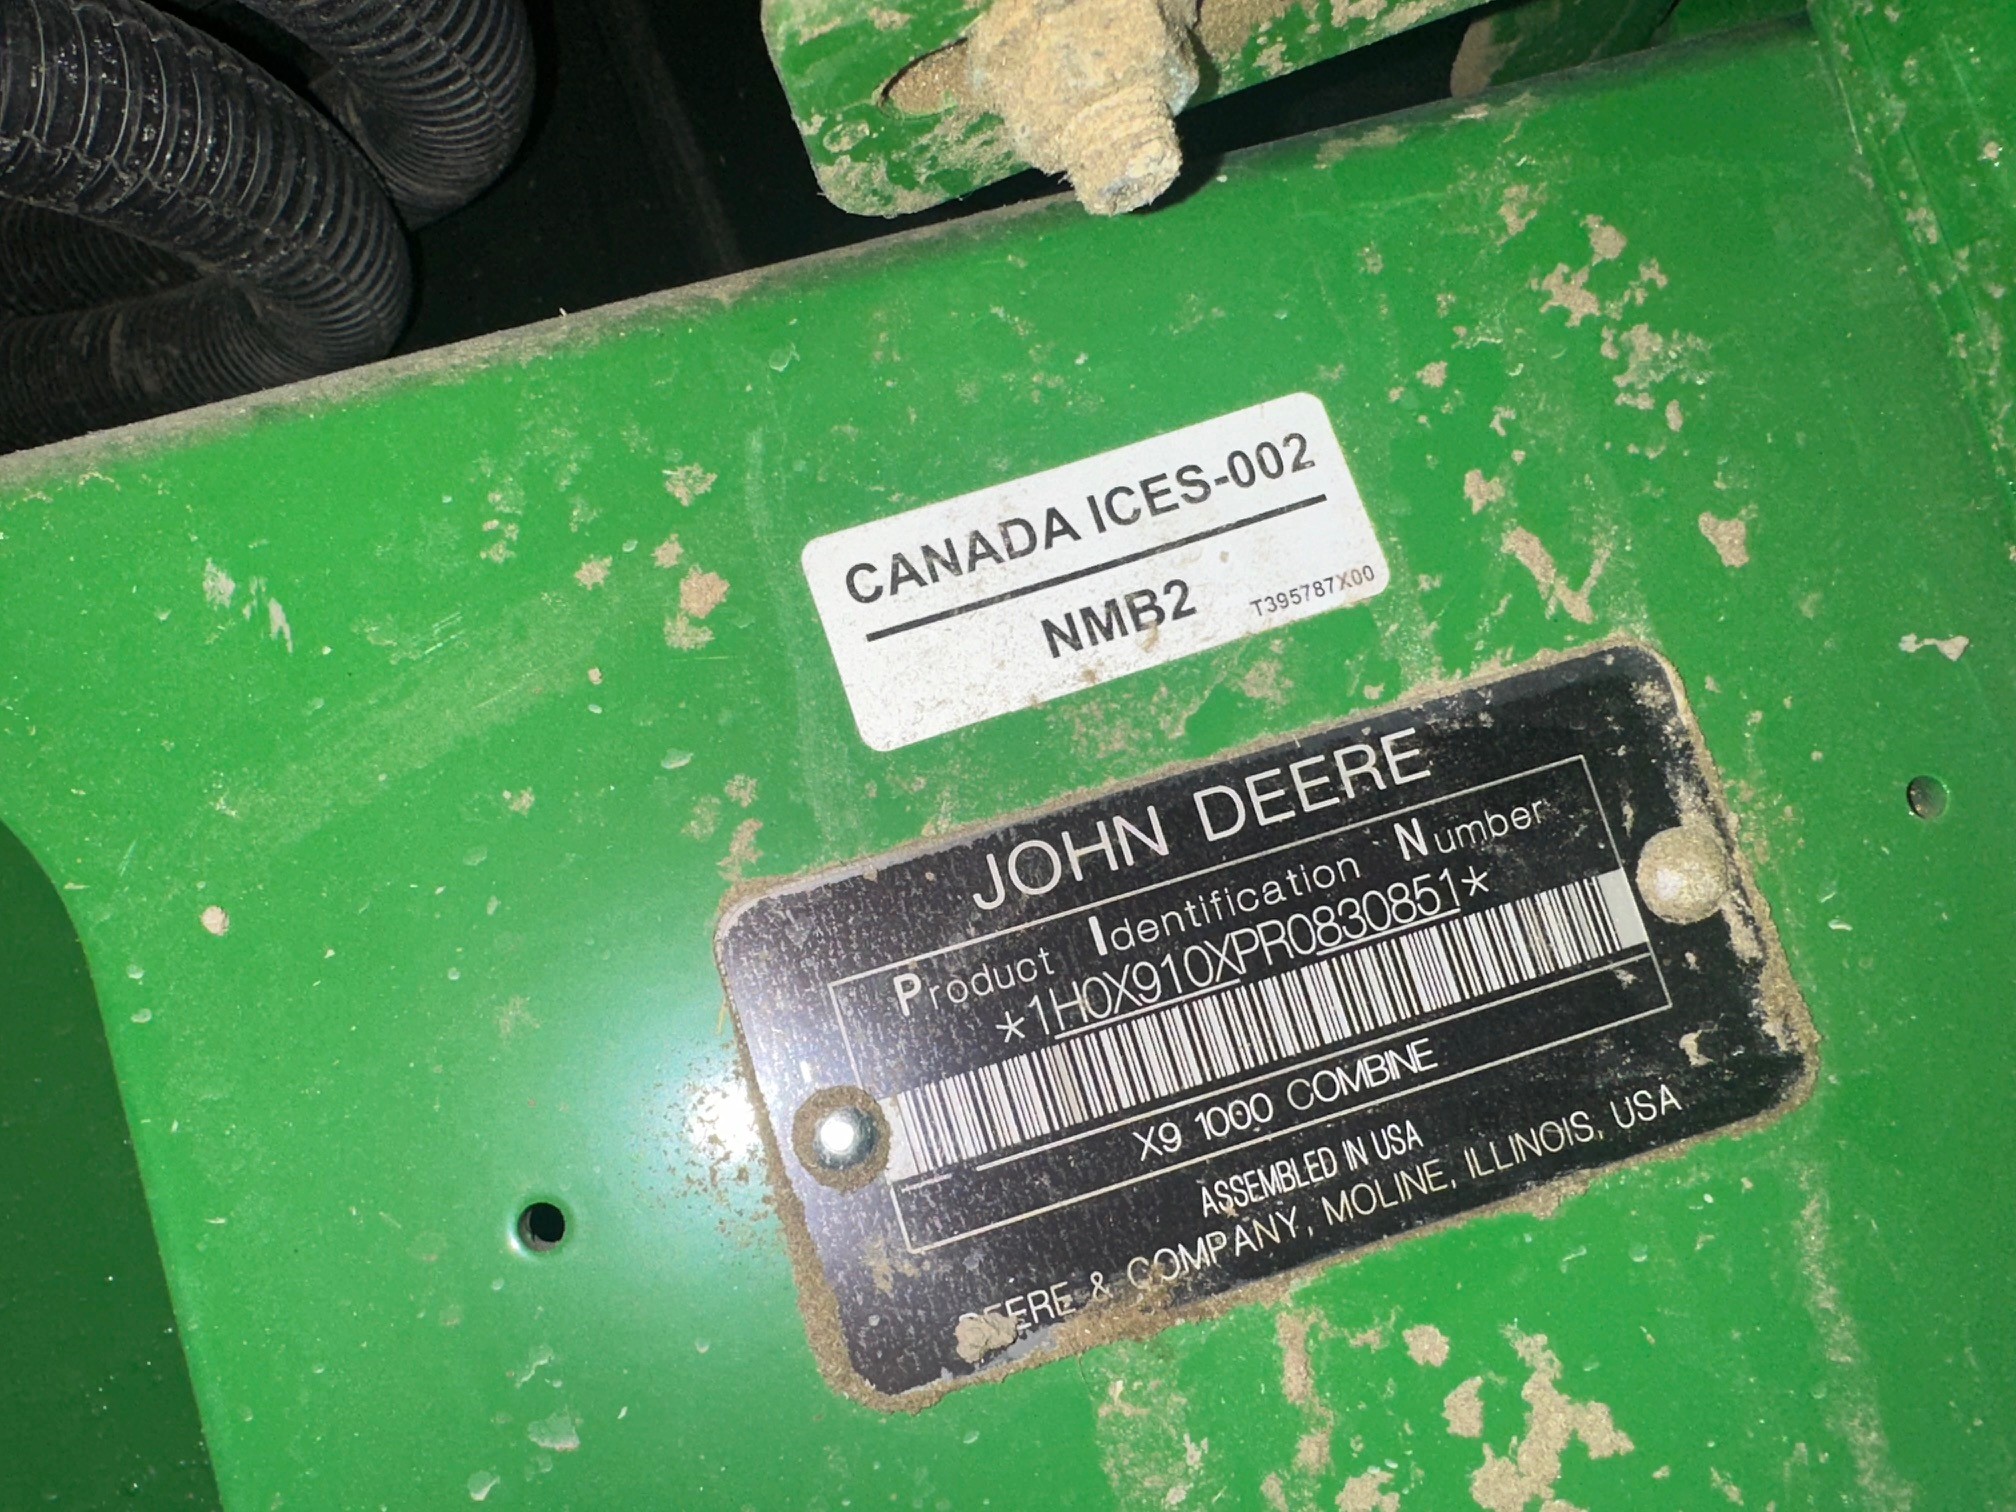 CANADA ICES-002
NMB2
T395787X00
JOHN DEERE
Product Identification Number
*1H0X910XPR0830851*
X9 1000 COMBINE
ASSEMBLED IN USA
DEERE & COMPANY, MOLINE, ILLINOIS, USA